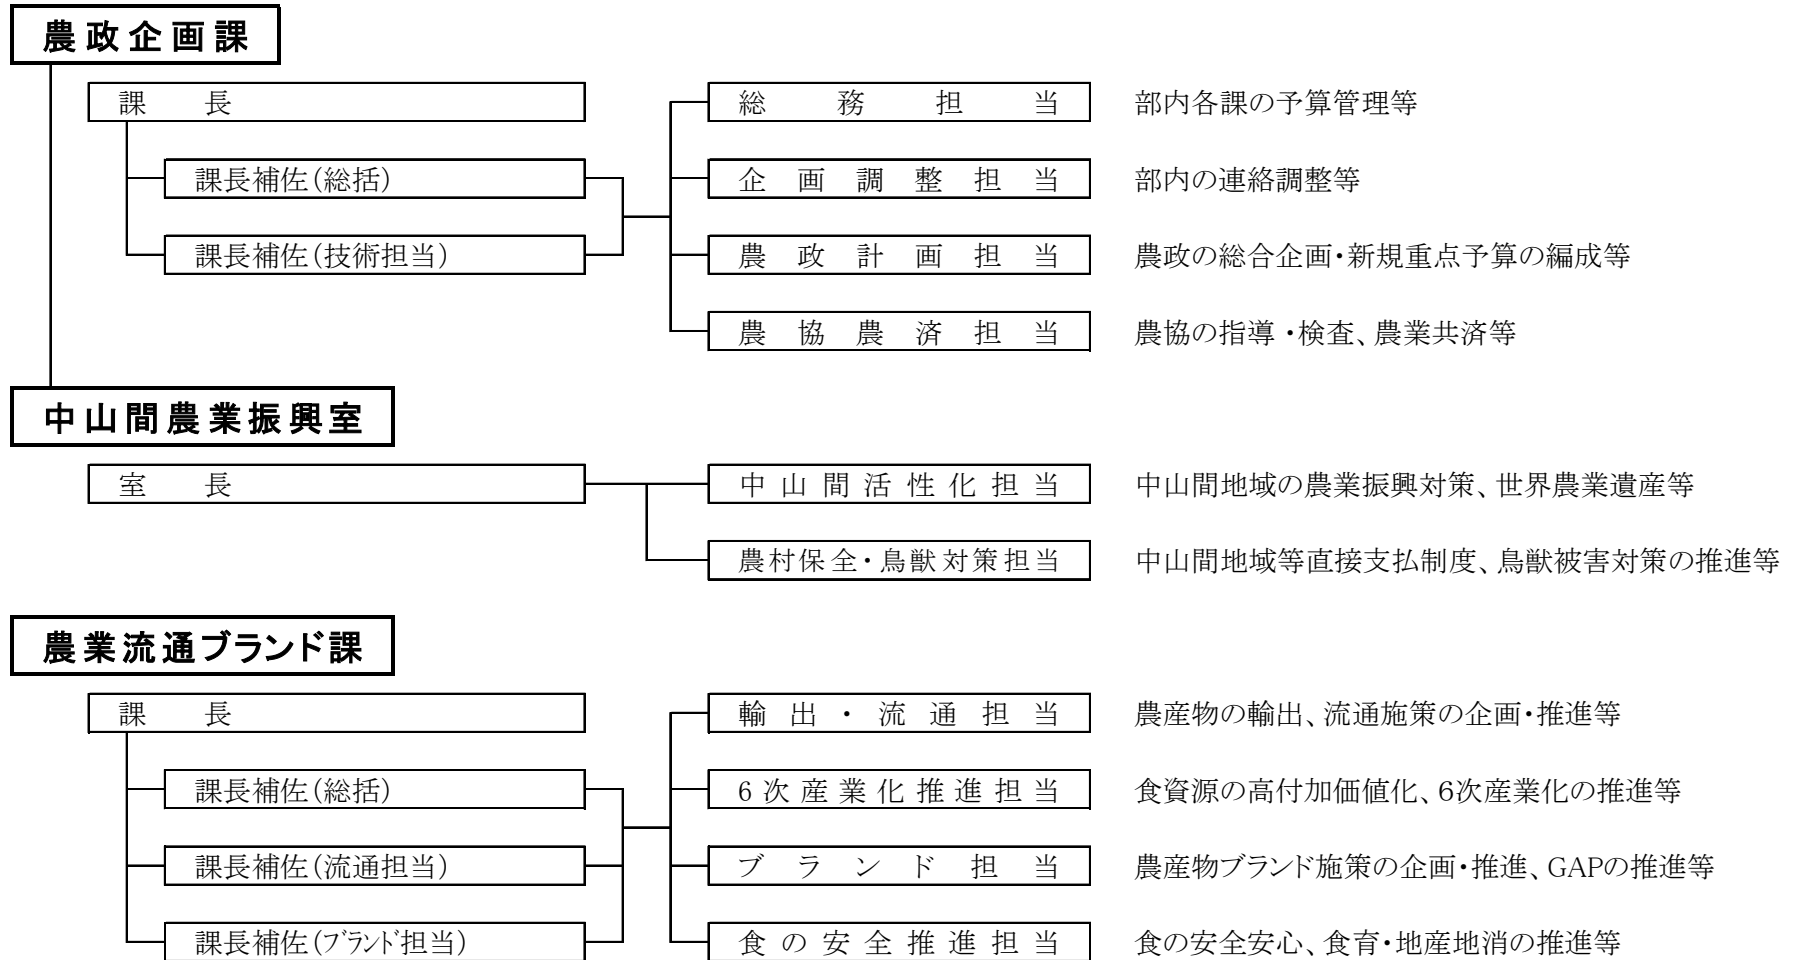 農政企画課
課長
総務担当 部内各課の予算管理等
課長補佐(総括)
企画調整担当 部内の連絡調整等
課長補佐(技術担当)
農政計画担当 農政の総合企画・新規重点予算の編成等
農協農済担当 農協の指導・検査、農業共済等
中山間農業振興室
室長
中山間活性化担当 中山間地域の農業振興対策、世界農業遺産等
農村保全・鳥獣対策担当 中山間地域等直接支払制度、鳥獣被害対策の推進等
農業流通ブランド課
課長
輸出・流通担当 農産物の輸出、流通施策の企画・推進等
課長補佐(総括)
6次産業化推進担当 食資源の高付加価値化、6次産業化の推進等
課長補佐(流通担当)
ブランド担当 農産物ブランド施策の企画・推進、GAPの推進等
課長補佐(ブランド担当)
食の安全推進担当 食の安全安心、食育・地産地消の推進等